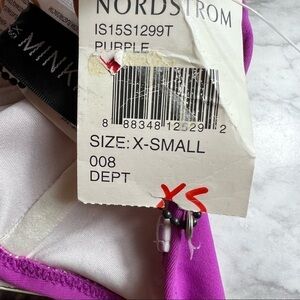 NORDSTROM
IS15S1299T
PURPLE
8 88348 12529 2
SIZE: X-SMALL
008
DEPT
XS
MINK